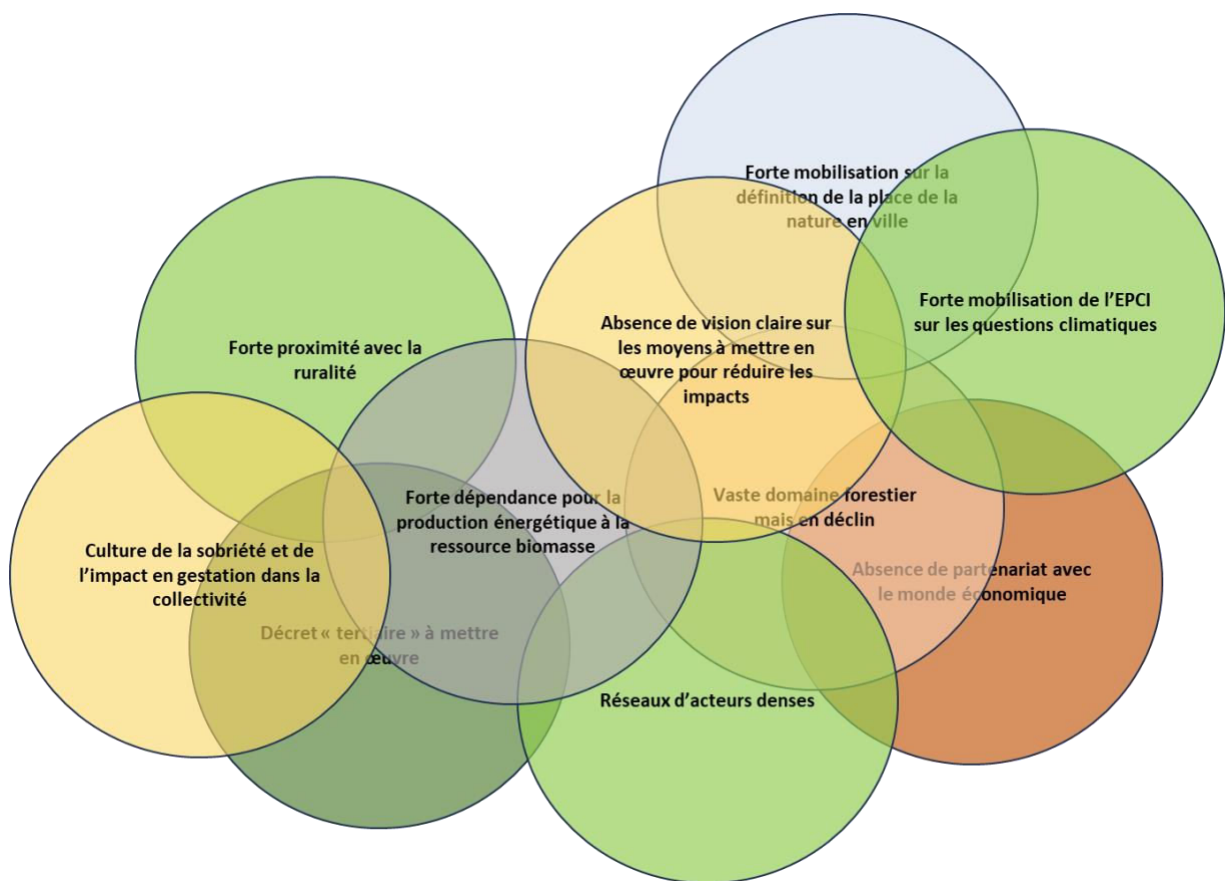 Forte mobilisation sur la
définition de la place de la
nature en ville
Forte mobilisation de l’EPCI
sur les questions climatiques
Absence de vision claire sur
les moyens à mettre en
œuvre pour réduire les
impacts
Forte proximité avec la
ruralité
Forte dépendance pour la
production énergétique à la
ressource biomasse
Vaste domaine forestier
mais en déclin
Culture de la sobriété et de
l’impact en gestation dans la
collectivité
Absence de partenariat avec
le monde économique
Décret « tertiaire » à mettre
en œuvre
Réseaux d’acteurs denses